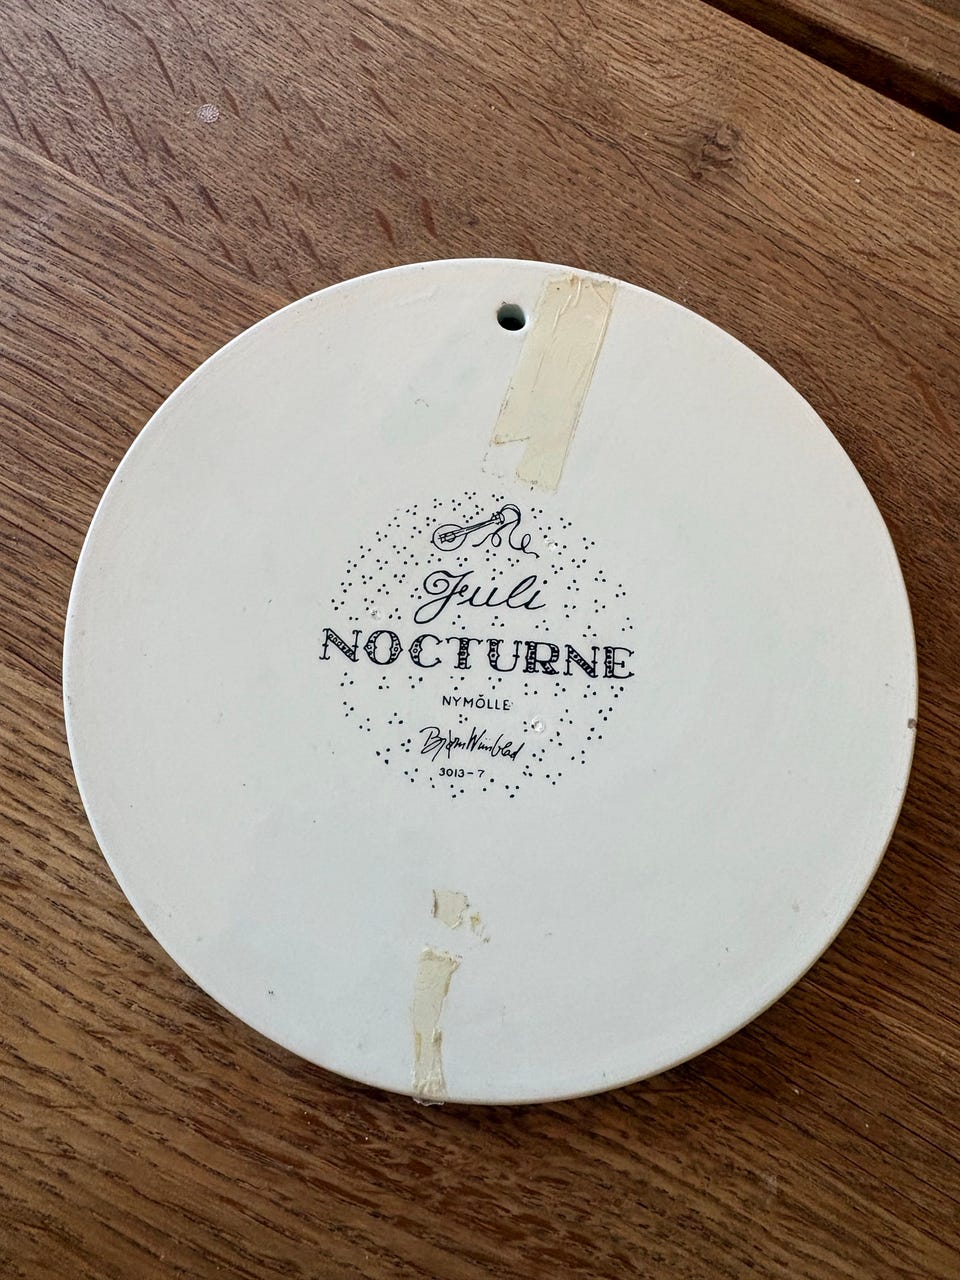 Juli
NOCTURNE
NYMÖLLE
Bjørn Wiinblad
3013-7